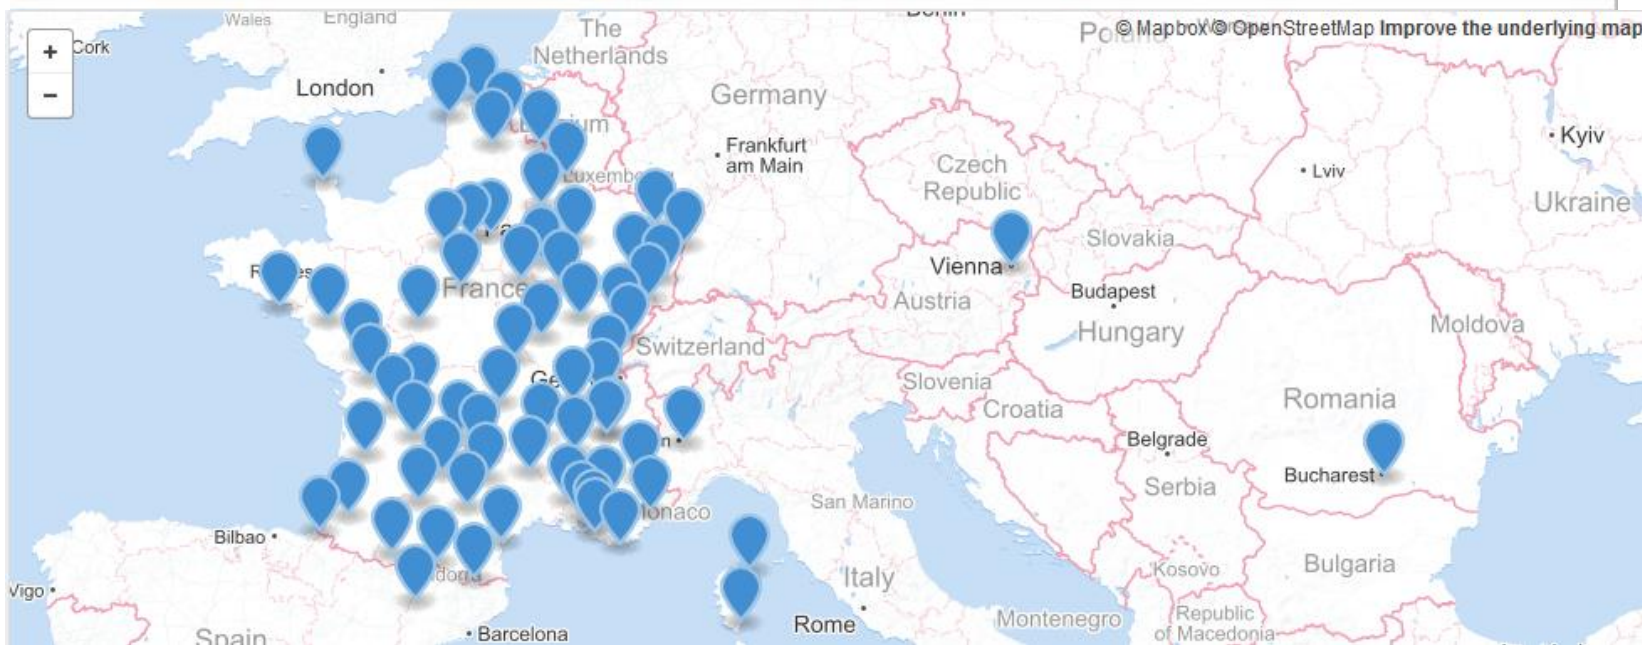 Wales
England
The
Netherlands
© Mapbox © OpenStreetMap Improve the underlying map
+
Cork
London
−
Germany
Kyiv
Frankfurt
am Main
Lviv
Czech
Republic
Ukraine
Slovakia
Vienna
Budapest
France
Austria
Moldova
Hungary
Switzerland
Slovenia
Romania
Croatia
Belgrade
Bucharest
Serbia
San Marino
Bilbao
Bulgaria
Kosovo
Italy
Vigo
Republic
of Macedonia
Montenegro
Rome
Spain
Barcelona